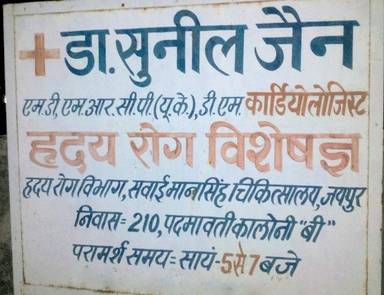 + डा. सुनील जैन
एम.डी, एम.आर.सी.पी.(यू.के.), डी.एम. कार्डियोलोजिस्ट
हृदय रोग विशेषज्ञ
हृदय रोग विभाग, सवाई मानसिंह चिकित्सालय, जयपुर
निवास= 210, पदमावती कालोनी "बी"
परामर्श समय= सायं- 5 से 7 बजे